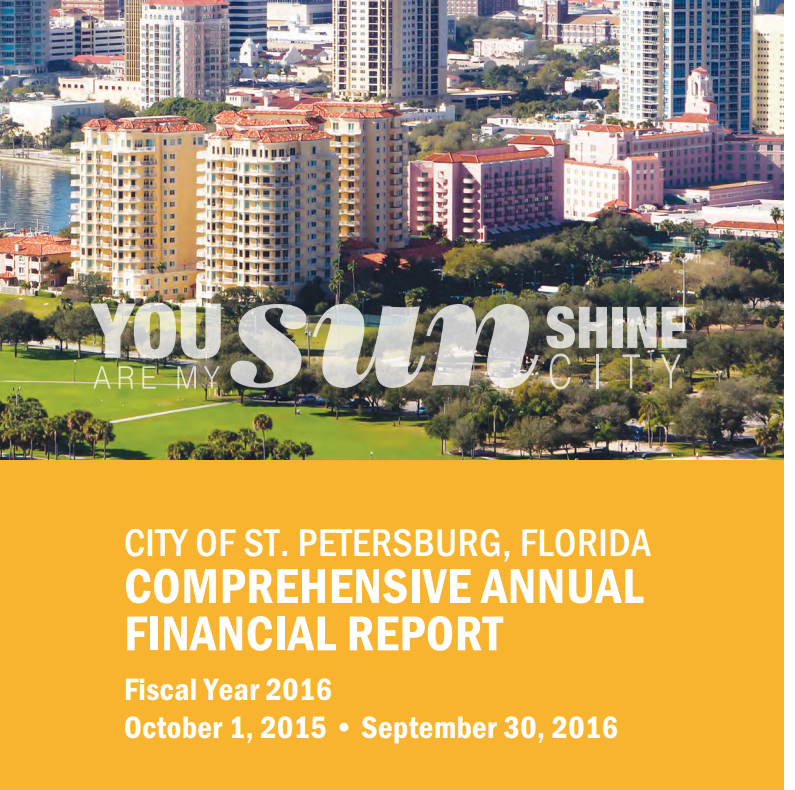 YOU sun SHINE
ARE MY CITY
CITY OF ST. PETERSBURG, FLORIDA
COMPREHENSIVE ANNUAL
FINANCIAL REPORT
Fiscal Year 2016
October 1, 2015 • September 30, 2016